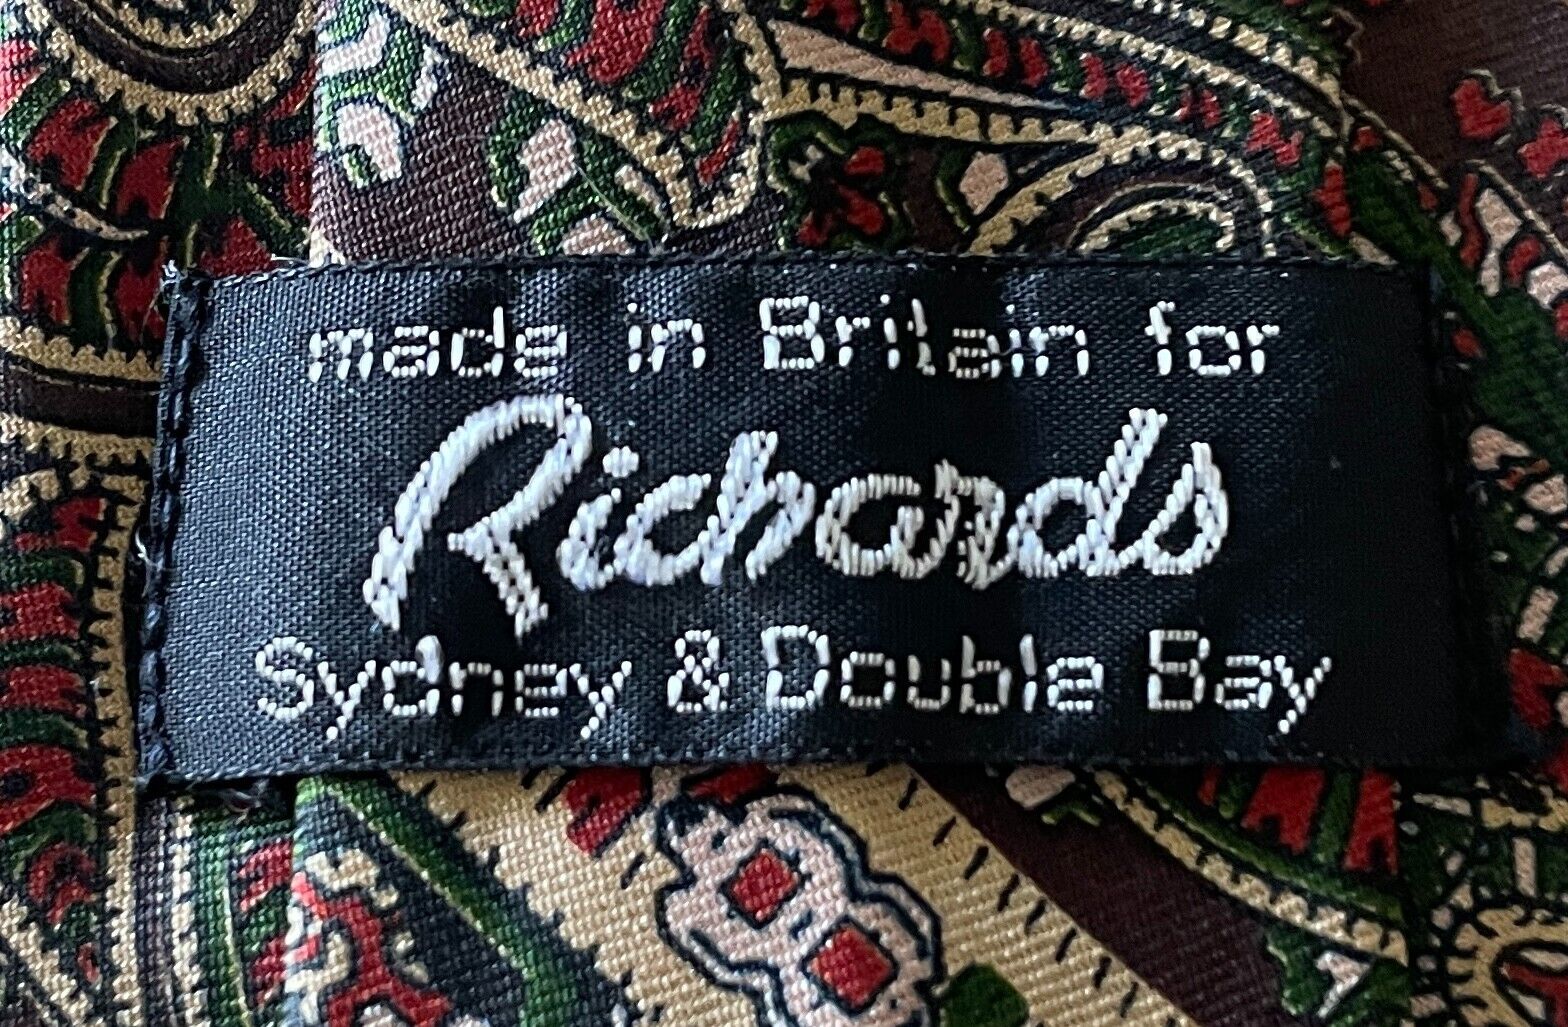 made in Britain for
Richards
Sydney & Double Bay